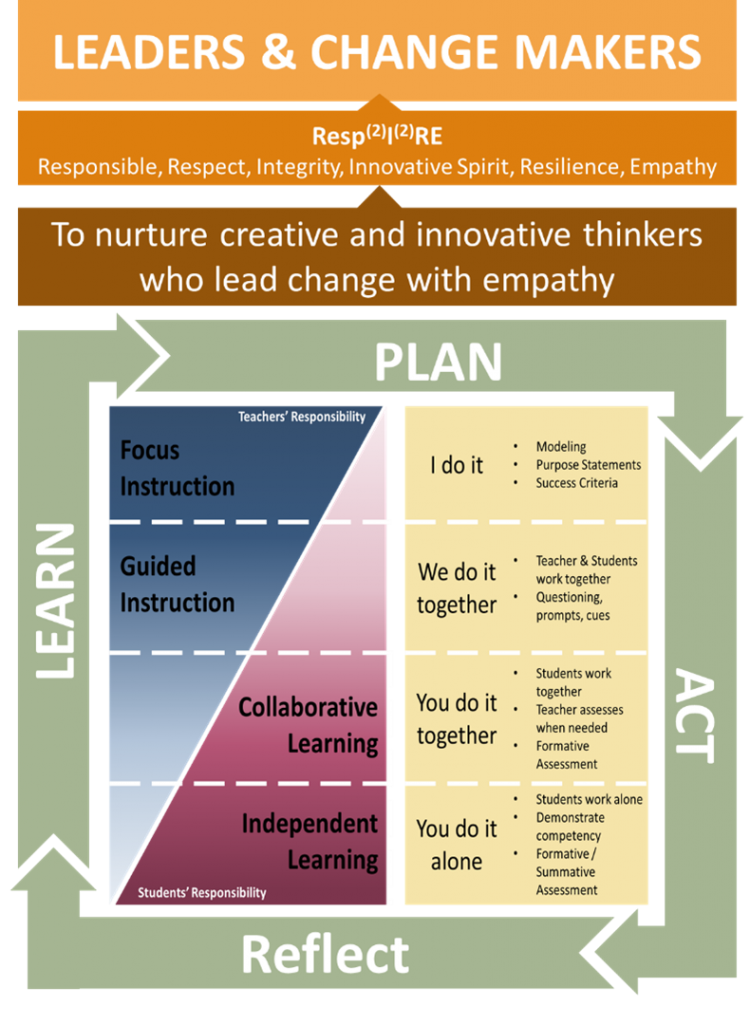 LEADERS & CHANGE MAKERS
Resp(2)I(2)RE
Responsible, Respect, Integrity, Innovative Spirit, Resilience, Empathy
To nurture creative and innovative thinkers
who lead change with empathy
PLAN
LEARN
ACT
Reflect
Teachers' Responsibility
Focus
Instruction
Guided
Instruction
Collaborative
Learning
Independent
Learning
Students' Responsibility
I do it
• Modeling
• Purpose Statements
• Success Criteria
We do it
together
• Teacher & Students
work together
• Questioning,
prompts, cues
You do it
together
• Students work
together
• Teacher assesses
when needed
• Formative
Assessment
You do it
alone
• Students work alone
• Demonstrate
competency
• Formative /
Summative
Assessment